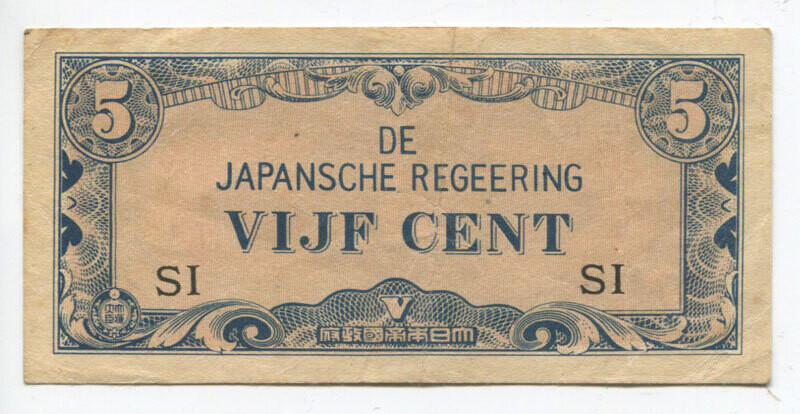 5 5
DE
JAPANSCHE REGEERING
VIJF CENT
SI SI
V
府政國帝本日大